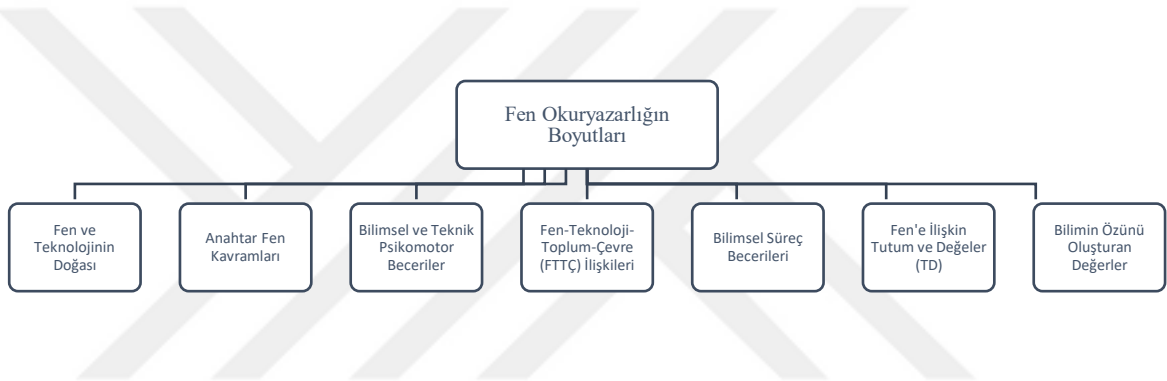 Fen Okuryazarlığın
Boyutları
Fen ve
Teknolojinin
Doğası
Anahtar Fen
Kavramları
Bilimsel ve Teknik
Psikomotor
Beceriler
Fen-Teknoloji-
Toplum-Çevre
(FTTÇ) İlişkileri
Bilimsel Süreç
Becerileri
Fen'e İlişkin
Tutum ve Değeler
(TD)
Bilimin Özünü
Oluşturan
Değerler